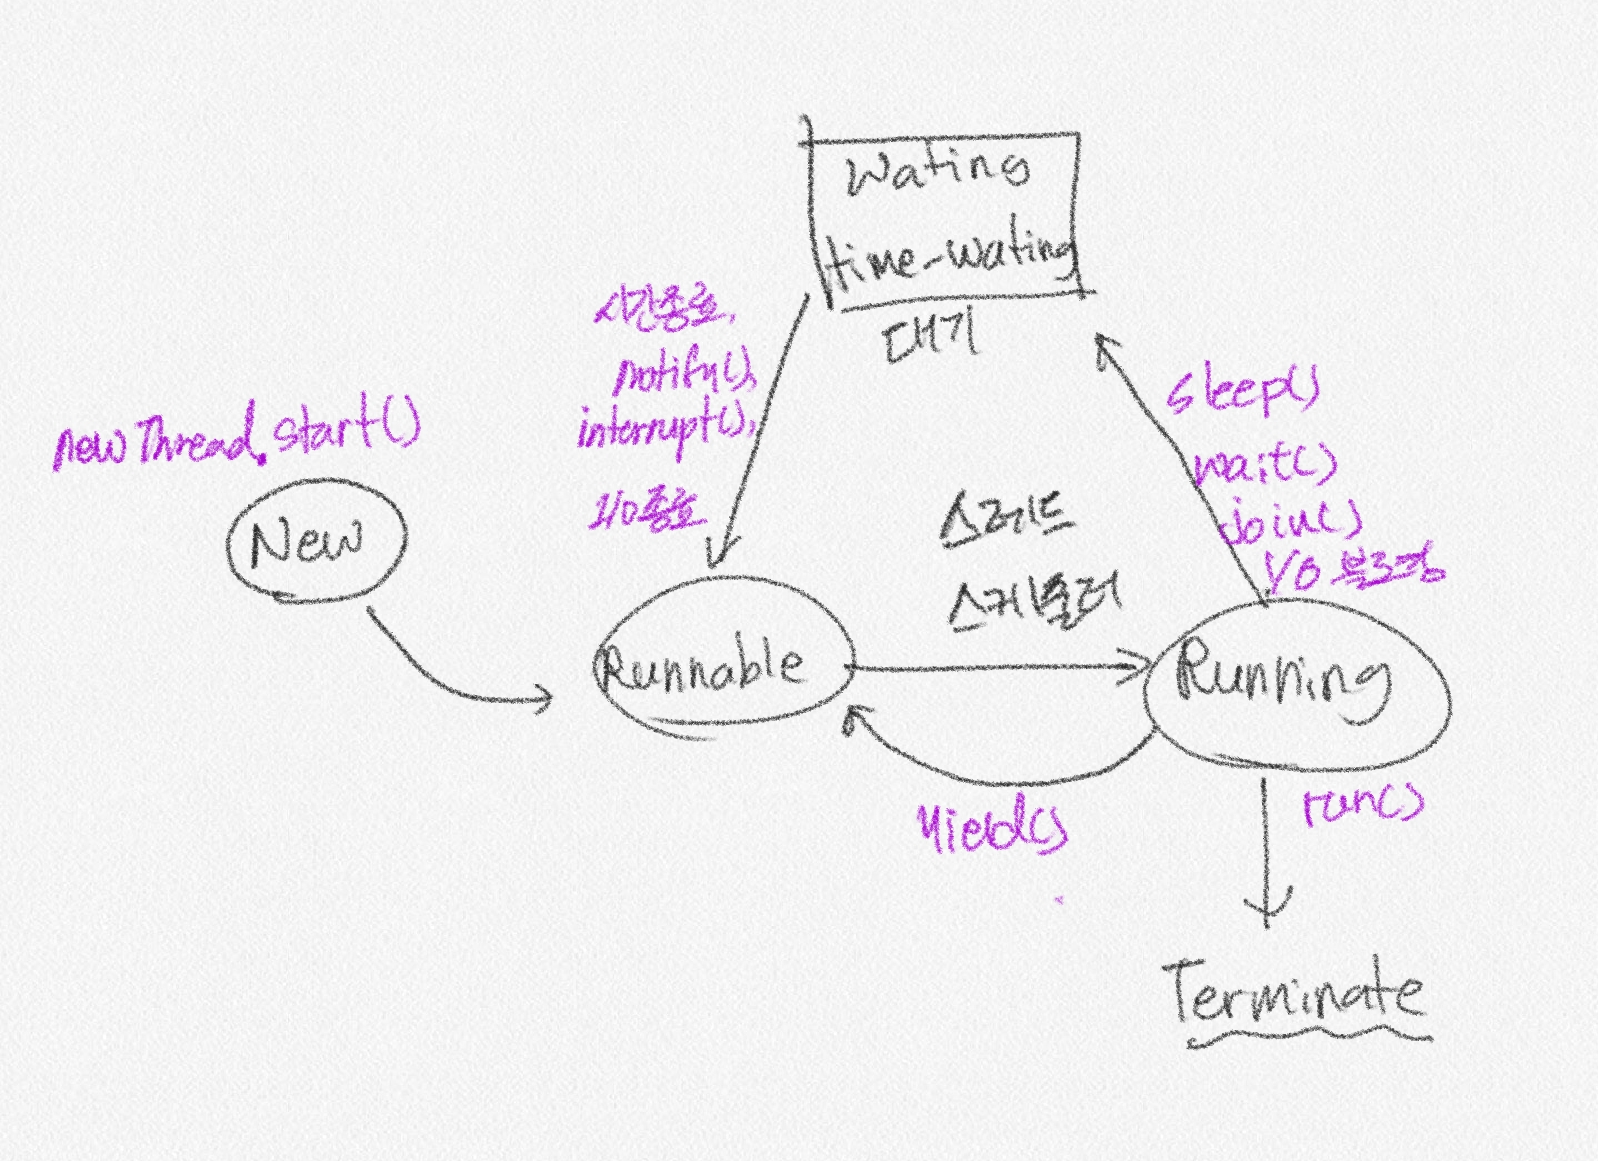 Wating
time-wating
대기
시간종료,
notify(),
interrupt(),
I/O종료
new Thread.start()
New
sleep()
wait()
join()
I/O 블로킹
스레드
스케줄러
Runnable
Running
Yield()
run()
Terminate